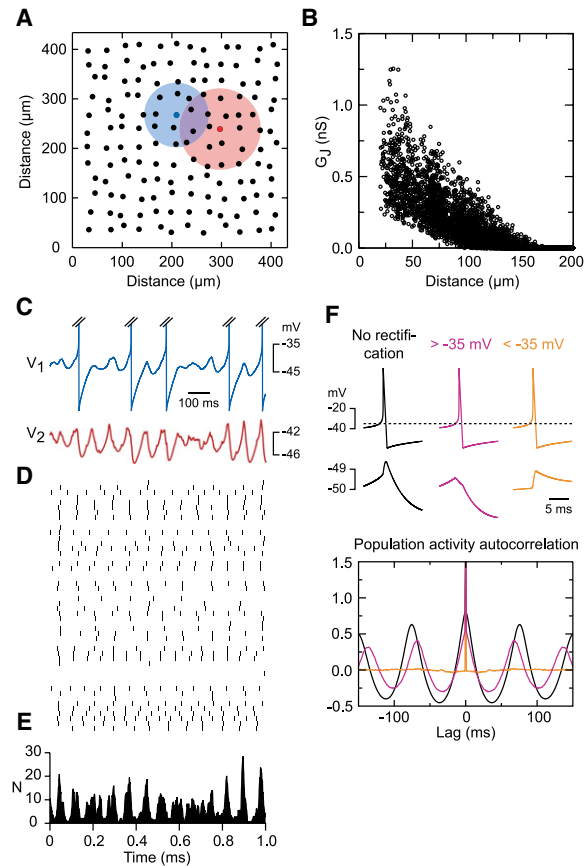 A
400
300
200
100
0
Distance (µm)
0 100 200 300 400
Distance (µm)
B
1.5
1.0
0.5
0.0
G_J (nS)
0 50 100 150 200
Distance (µm)
C
V1
mV
-35
-45
100 ms
V2
-42
-46
D
E
30
20
10
0
N
0 0.2 0.4 0.6 0.8 1.0
Time (ms)
F
No rectifi-
cation
> -35 mV
< -35 mV
mV
-20
-40
-49
-50
5 ms
Population activity autocorrelation
1.5
1.0
0.5
0.0
-0.5
-100 0 100
Lag (ms)